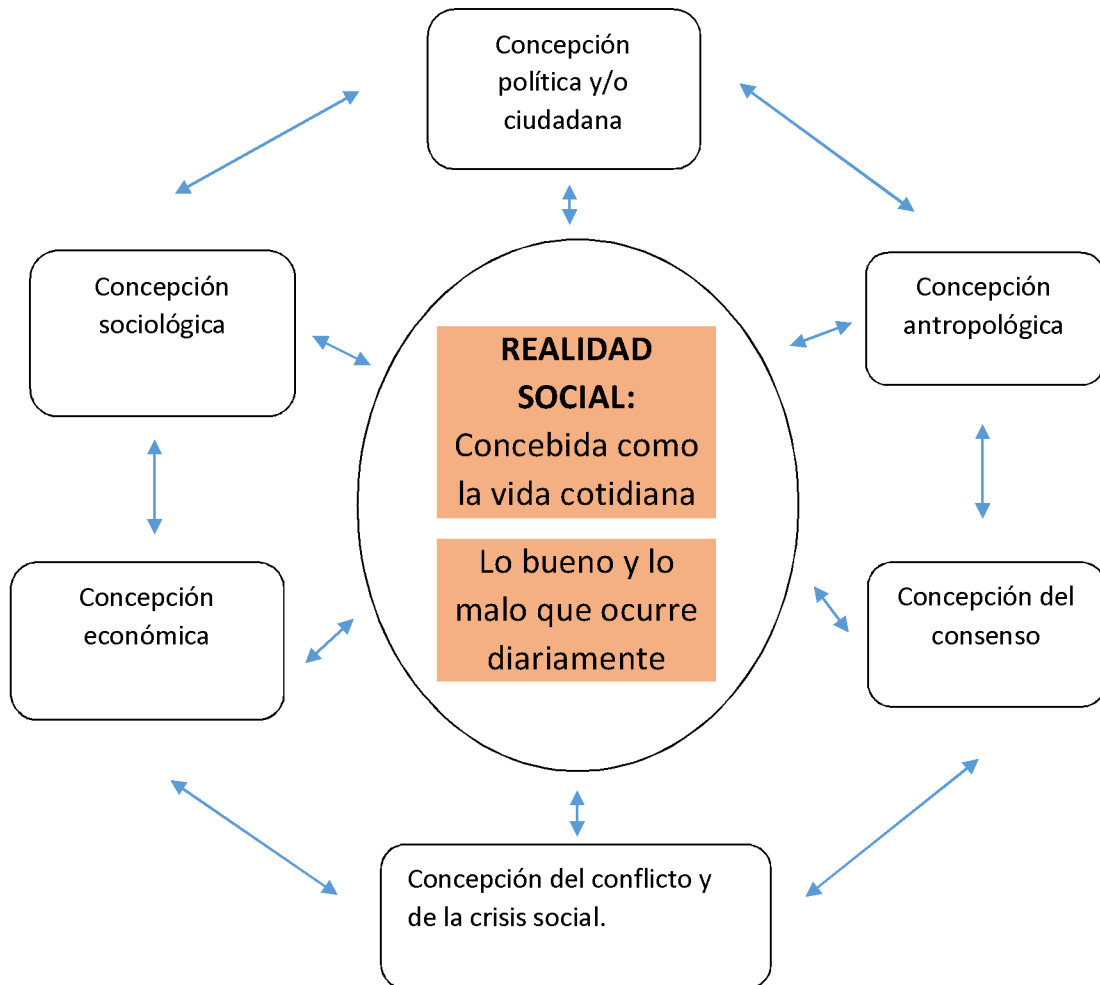 Concepción
política y/o
ciudadana
Concepción
sociológica
Concepción
antropológica
REALIDAD
SOCIAL:
Concebida como
la vida cotidiana
Lo bueno y lo
malo que ocurre
diariamente
Concepción
económica
Concepción del
consenso
Concepción del conflicto y
de la crisis social.